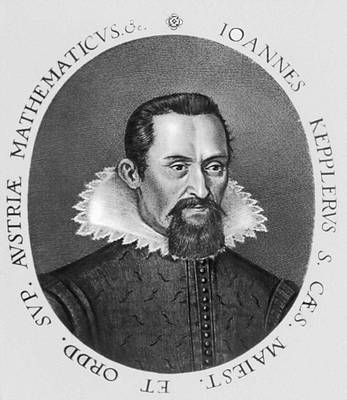 IOANNES KEPPLERVS S. CÆS. MAIEST: ET ORDD. SVP. AVSTRIÆ MATHEMATICVS.&c.